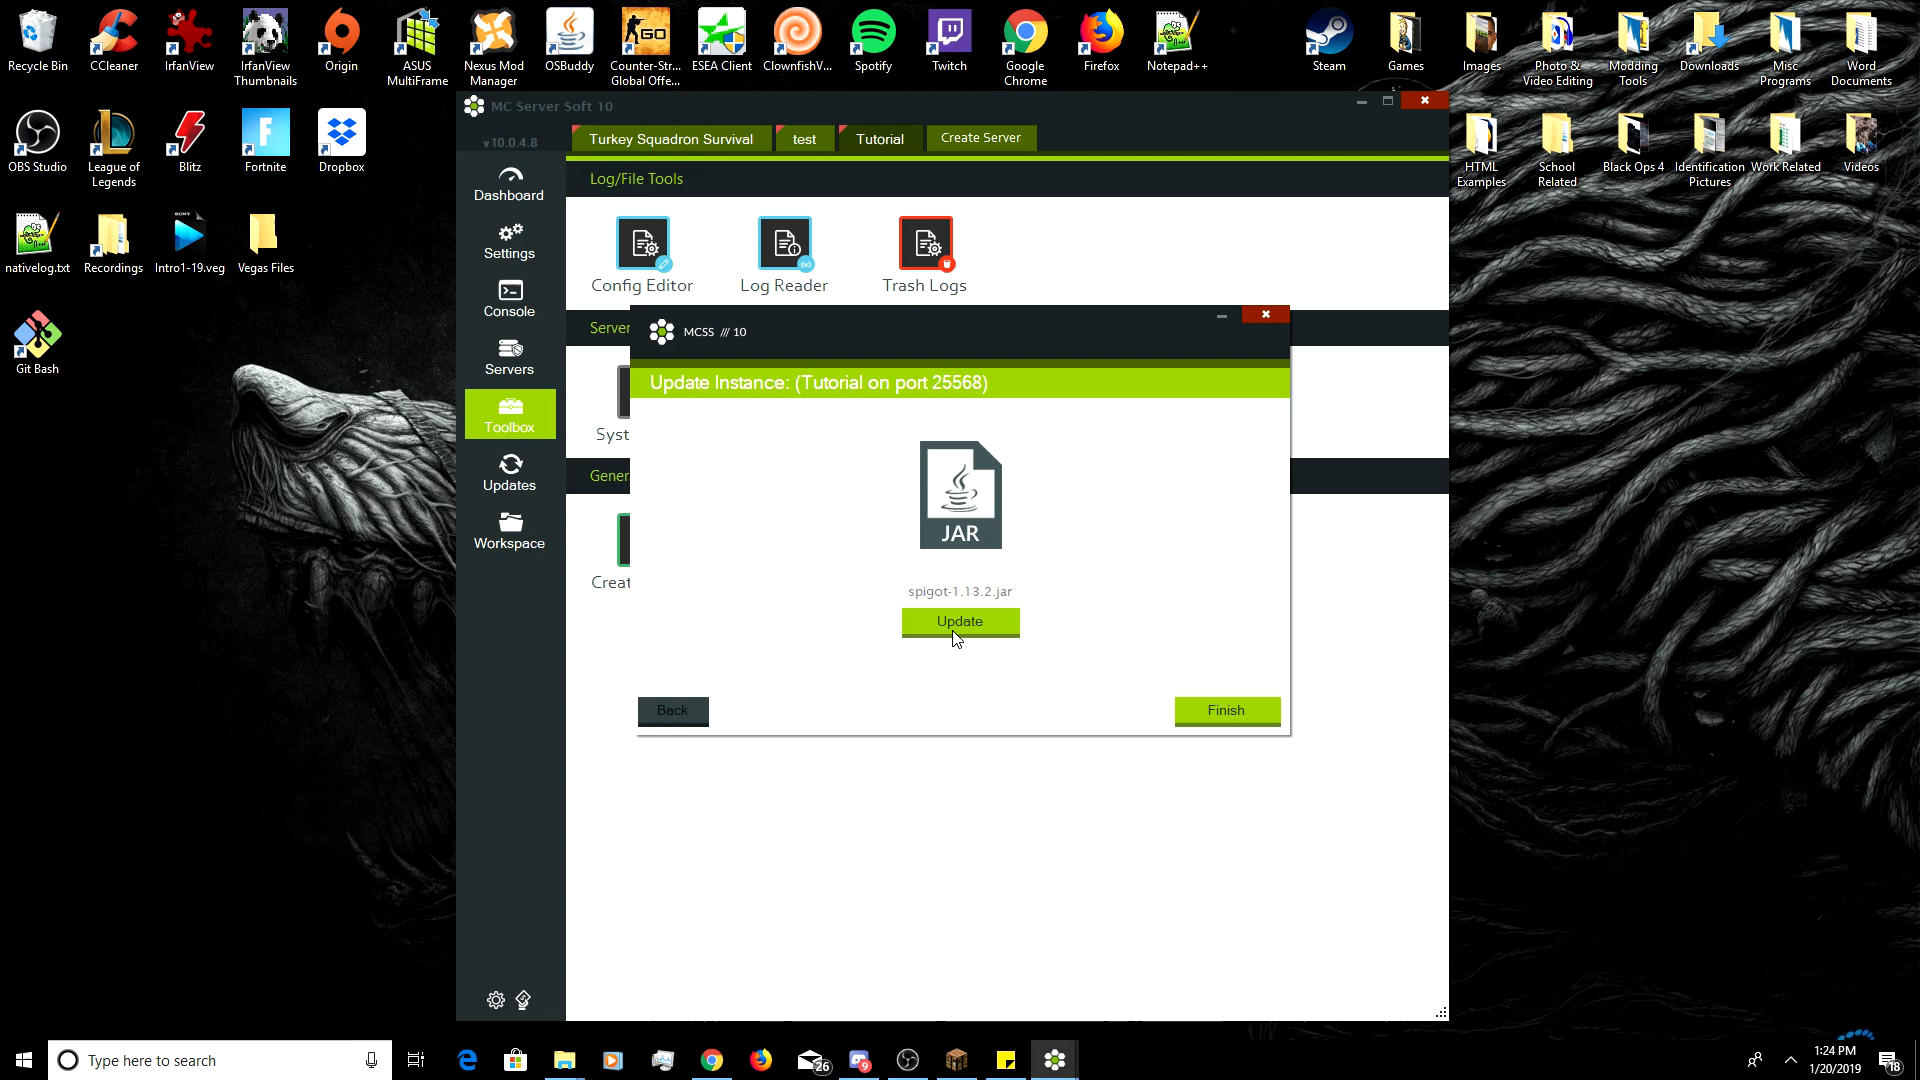 Recycle Bin
CCleaner
IrfanView
IrfanView
Thumbnails
Origin
ASUS
MultiFrame
Nexus Mod
Manager
OSBuddy
GO
Counter-Str...
Global Offe...
ESEA Client
ClownfishV...
Spotify
Twitch
Google
Chrome
Firefox
Notepad++
Steam
Games
Images
Photo &
Video Editing
Modding
Tools
Downloads
Misc
Programs
Word
Documents
OBS Studio
League of
Legends
Blitz
Fortnite
Dropbox
HTML
Examples
School
Related
Black Ops 4
Identification
Pictures
Work Related
Videos
nativelog.txt
Recordings
SONY
Intro1-19.veg
Vegas Files
Git Bash
MC Server Soft 10
v10.0.4.8
Turkey Squadron Survival
test
Tutorial
Create Server
Dashboard
Settings
Console
Servers
Toolbox
Updates
Workspace
Log/File Tools
Config Editor
Log Reader
Trash Logs
Server
Syst
Gener
Creat
MCSS /// 10
Update Instance: (Tutorial on port 25568)
JAR
spigot-1.13.2.jar
Update
Back
Finish
Type here to search
26
9
1:24 PM
1/20/2019
18